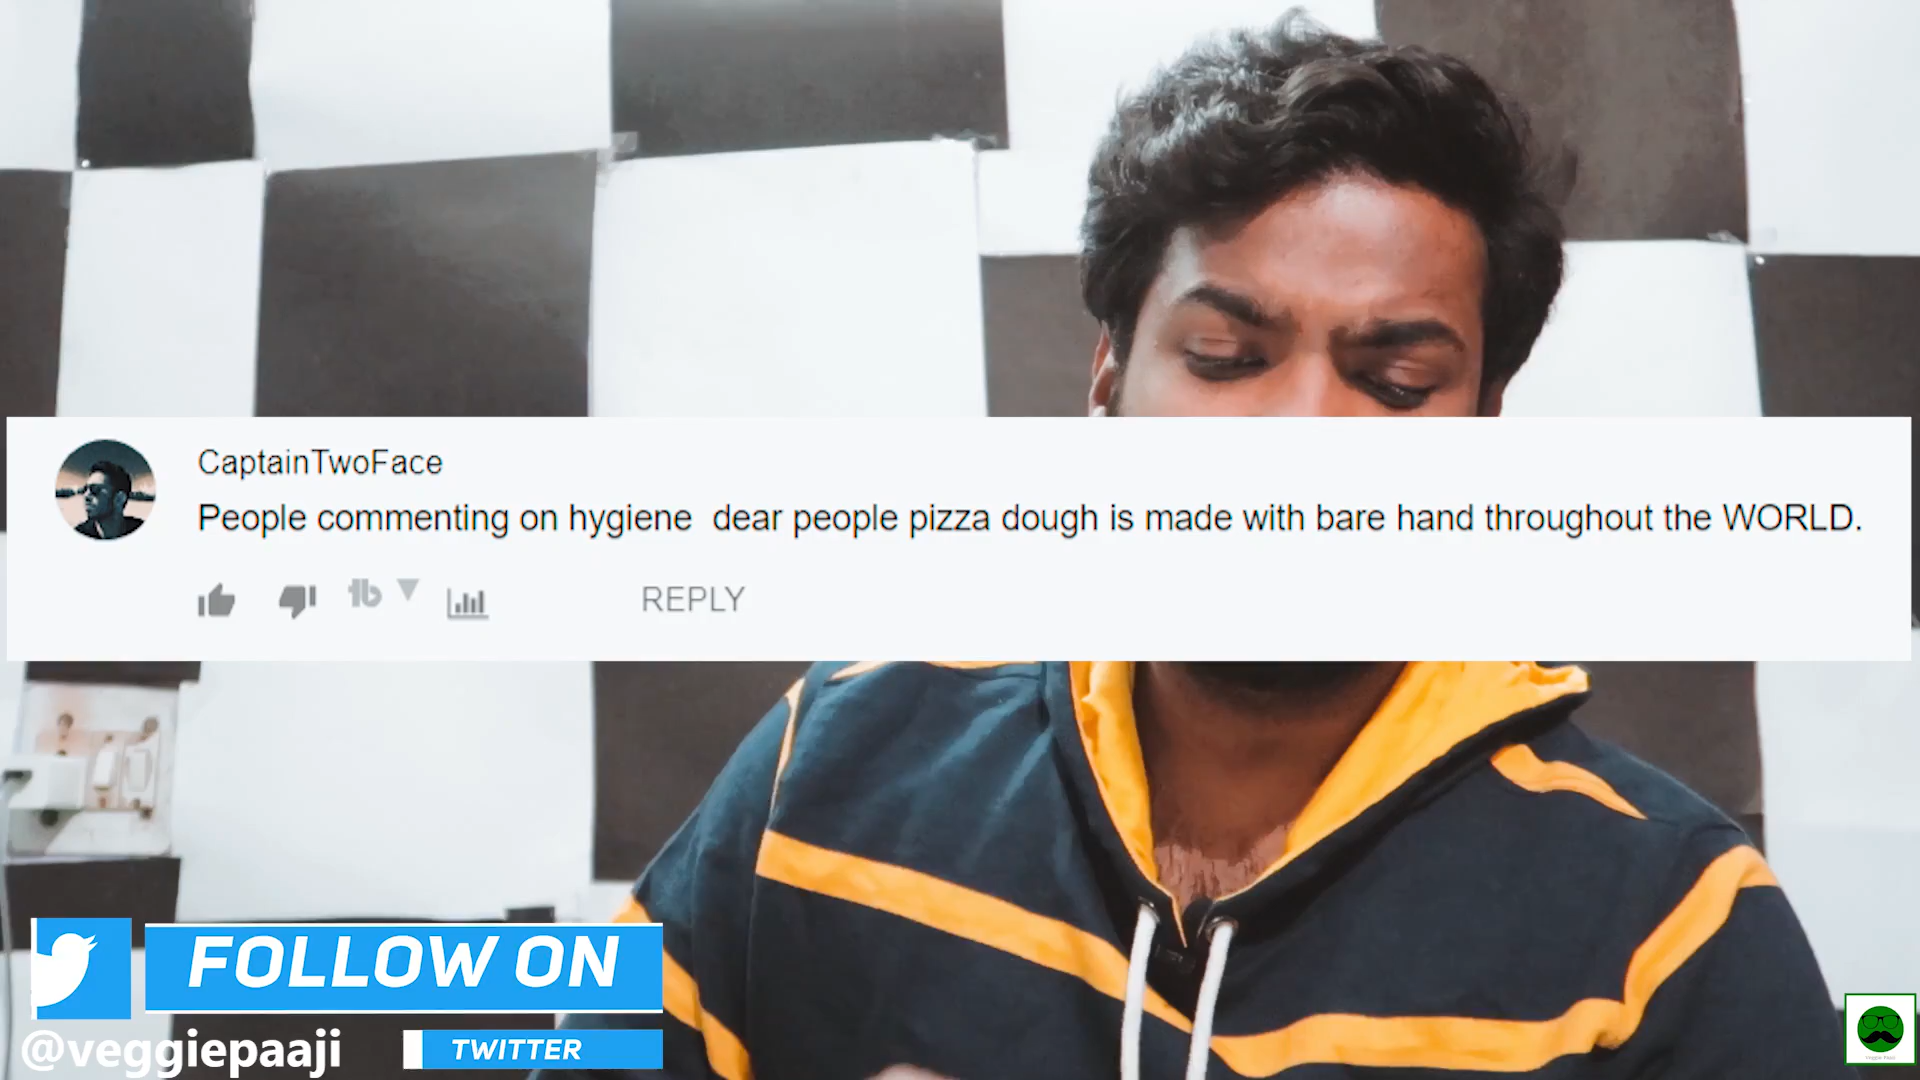 CaptainTwoFace
People commenting on hygiene  dear people pizza dough is made with bare hand throughout the WORLD.
REPLY
FOLLOW ON
@veggiepaaji
TWITTER